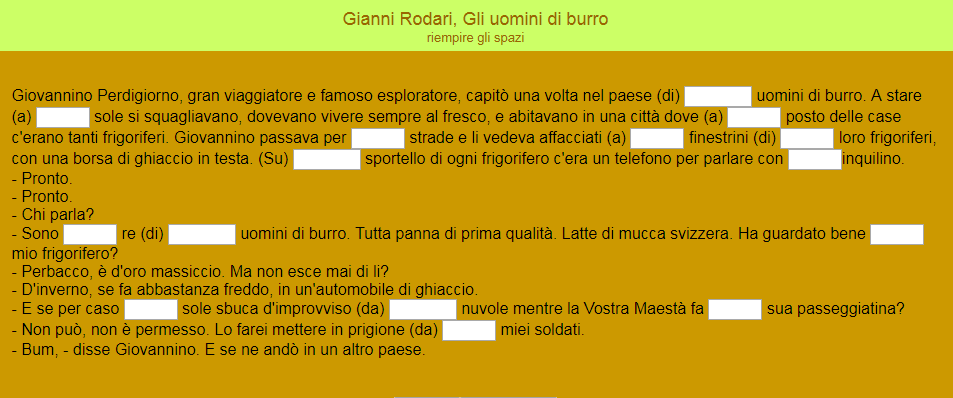 Gianni Rodari, Gli uomini di burro
riempire gli spazi
Giovannino Perdigiorno, gran viaggiatore e famoso esploratore, capitò una volta nel paese (di) uomini di burro. A stare
(a) sole si squagliavano, dovevano vivere sempre al fresco, e abitavano in una città dove (a) posto delle case
c'erano tanti frigoriferi. Giovannino passava per strade e li vedeva affacciati (a) finestrini (di) loro frigoriferi,
con una borsa di ghiaccio in testa. (Su) sportello di ogni frigorifero c'era un telefono per parlare con inquilino.
- Pronto.
- Pronto.
- Chi parla?
- Sono re (di) uomini di burro. Tutta panna di prima qualità. Latte di mucca svizzera. Ha guardato bene
mio frigorifero?
- Perbacco, è d'oro massiccio. Ma non esce mai di lì?
- D'inverno, se fa abbastanza freddo, in un'automobile di ghiaccio.
- E se per caso sole sbuca d'improvviso (da) nuvole mentre la Vostra Maestà fa sua passeggiatina?
- Non può, non è permesso. Lo farei mettere in prigione (da) miei soldati.
- Bum, - disse Giovannino. E se ne andò in un altro paese.